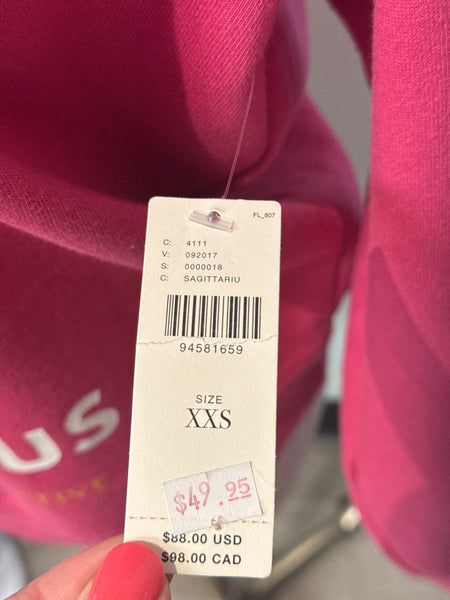 FL_607
C: 4111
V: 092017
S: 0000018
C: SAGITTARIU
94581659
SIZE
XXS
$49.95
$88.00 USD
$98.00 CAD
US